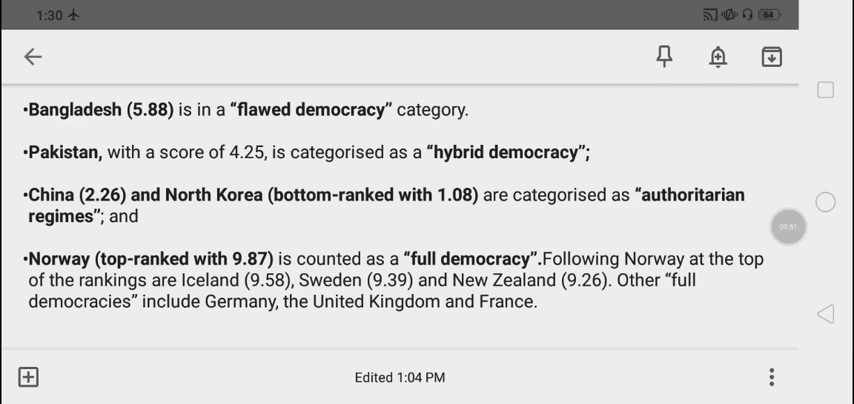 1:30
64
•Bangladesh (5.88) is in a “flawed democracy” category.
•Pakistan, with a score of 4.25, is categorised as a “hybrid democracy”;
•China (2.26) and North Korea (bottom-ranked with 1.08) are categorised as “authoritarian
regimes”; and
09:51
•Norway (top-ranked with 9.87) is counted as a “full democracy”.Following Norway at the top
of the rankings are Iceland (9.58), Sweden (9.39) and New Zealand (9.26). Other “full
democracies” include Germany, the United Kingdom and France.
Edited 1:04 PM